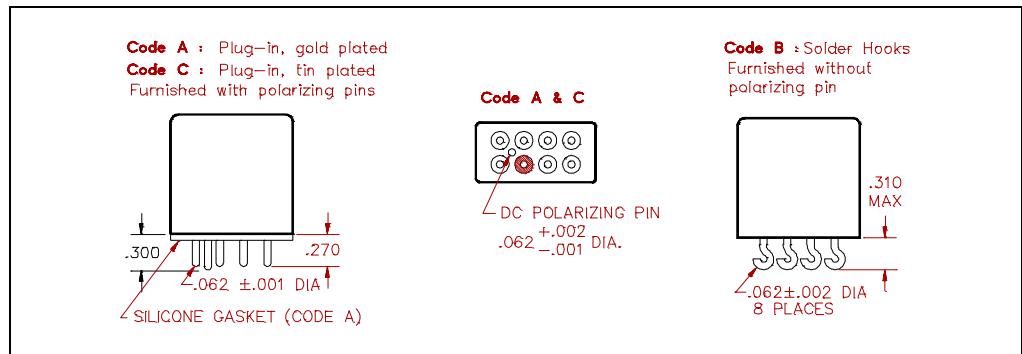 Code A : Plug-in, gold plated
Code C : Plug-in, tin plated
Furnished with polarizing pins
.300
.270
.062 ±.001 DIA
SILICONE GASKET (CODE A)
Code A & C
DC POLARIZING PIN
.062 +.002 -.001 DIA.
Code B : Solder Hooks
Furnished without
polarizing pin
.310
MAX
.062±.002 DIA
8 PLACES